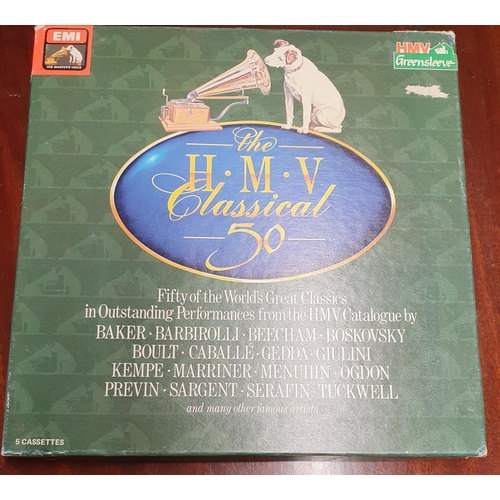 EMI
HIS MASTER'S VOICE
HMV
Greensleeve
the
H·M·V
Classical
50
Fifty of the World's Great Classics
in Outstanding Performances from the HMV Catalogue by
BAKER · BARBIROLLI · BEECHAM · BOSKOVSKY
BOULT · CABALLÉ · GEDDA · GIULINI
KEMPE · MARRINER · MENUHIN · OGDON
PREVIN · SARGENT · SERAFIN · TUCKWELL
and many other famous artists.
5 CASSETTES